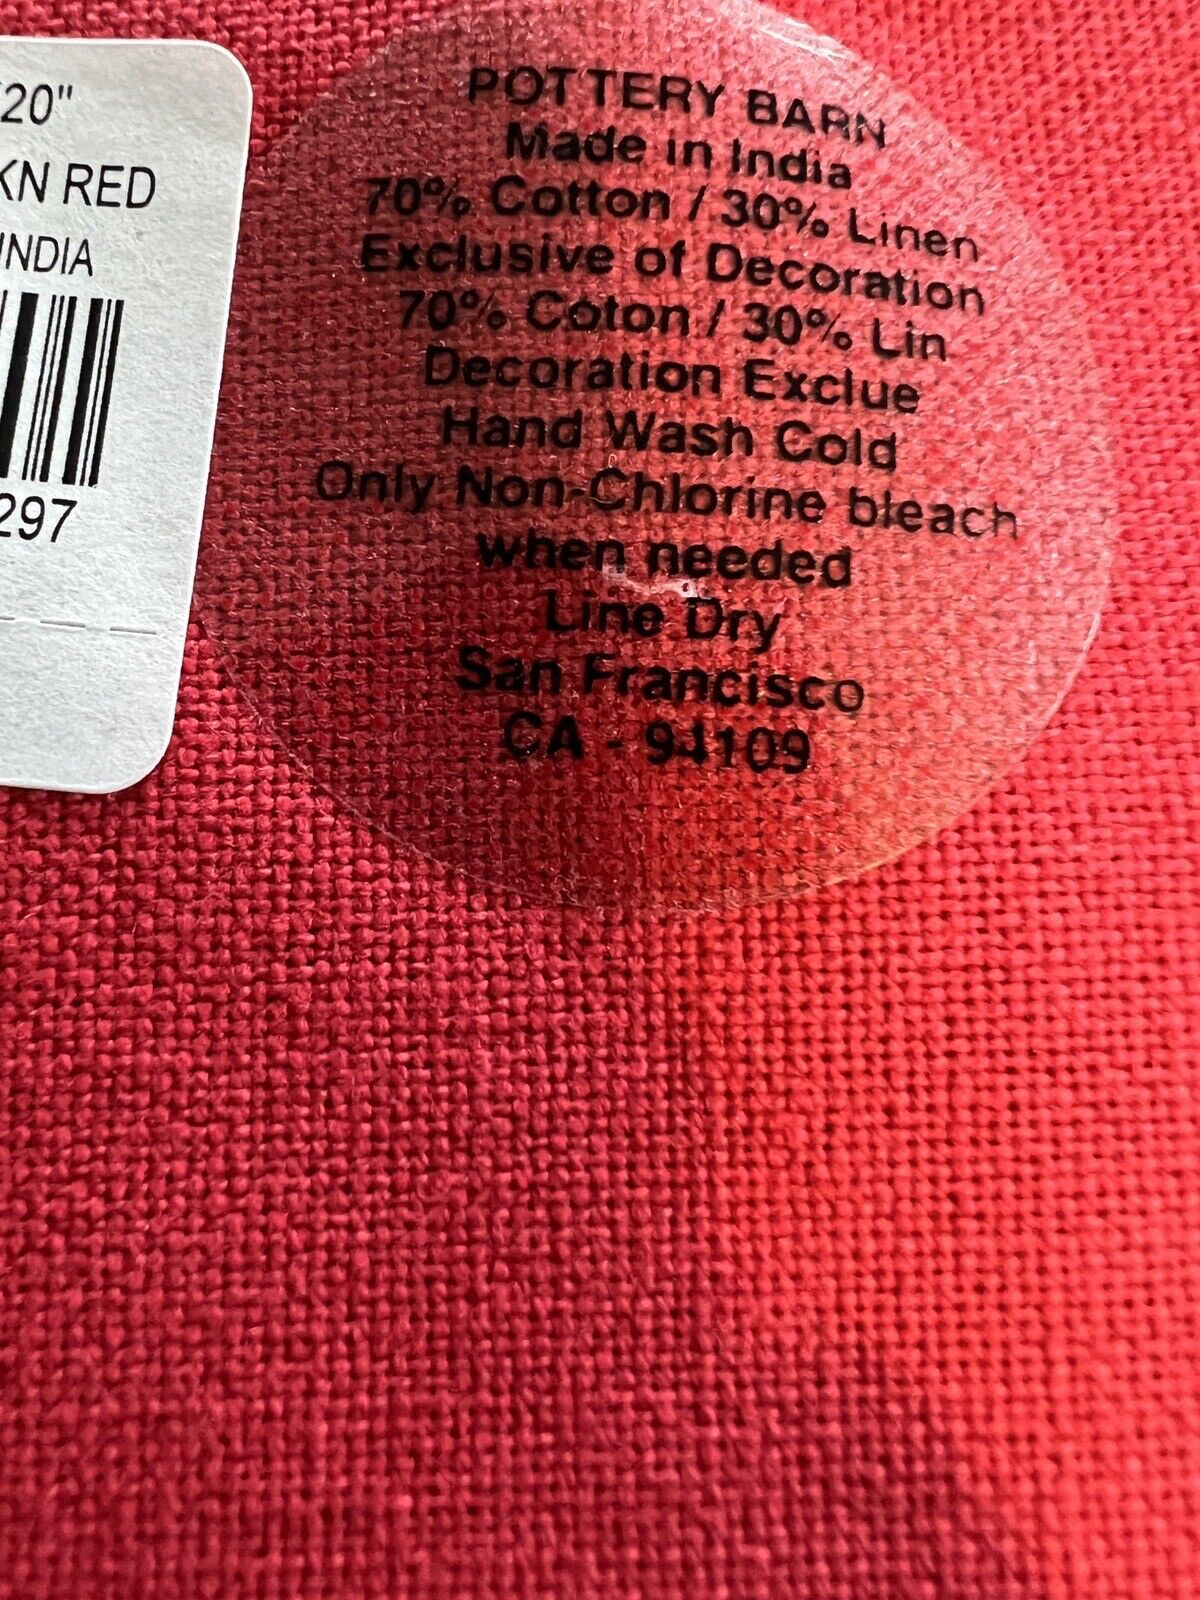 20"
KN RED
INDIA
297
POTTERY BARN
Made in India
70% Cotton / 30% Linen
Exclusive of Decoration
70% Coton / 30% Lin
Decoration Exclue
Hand Wash Cold
Only Non-Chlorine bleach
when needed
Line Dry
San Francisco
CA - 94109